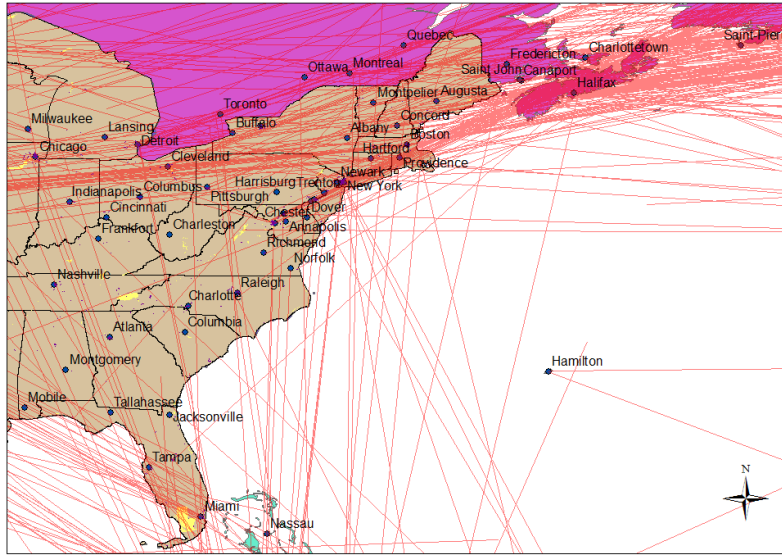 Quebec
Saint-Pier
Fredericton
Charlottetown
Ottawa
Montreal
Saint John
Canaport
Halifax
Montpelier
Augusta
Toronto
Milwaukee
Lansing
Buffalo
Concord
Detroit
Albany
Boston
Chicago
Hartford
Cleveland
Providence
Newark
Indianapolis
Columbus
Harrisburg
Trenton
New York
Pittsburgh
Cincinnati
Dover
Chester
Frankfort
Charleston
Annapolis
Richmond
Norfolk
Nashville
Raleigh
Charlotte
Atlanta
Columbia
Montgomery
Hamilton
Mobile
Tallahassee
Jacksonville
Tampa
N
Miami
Nassau